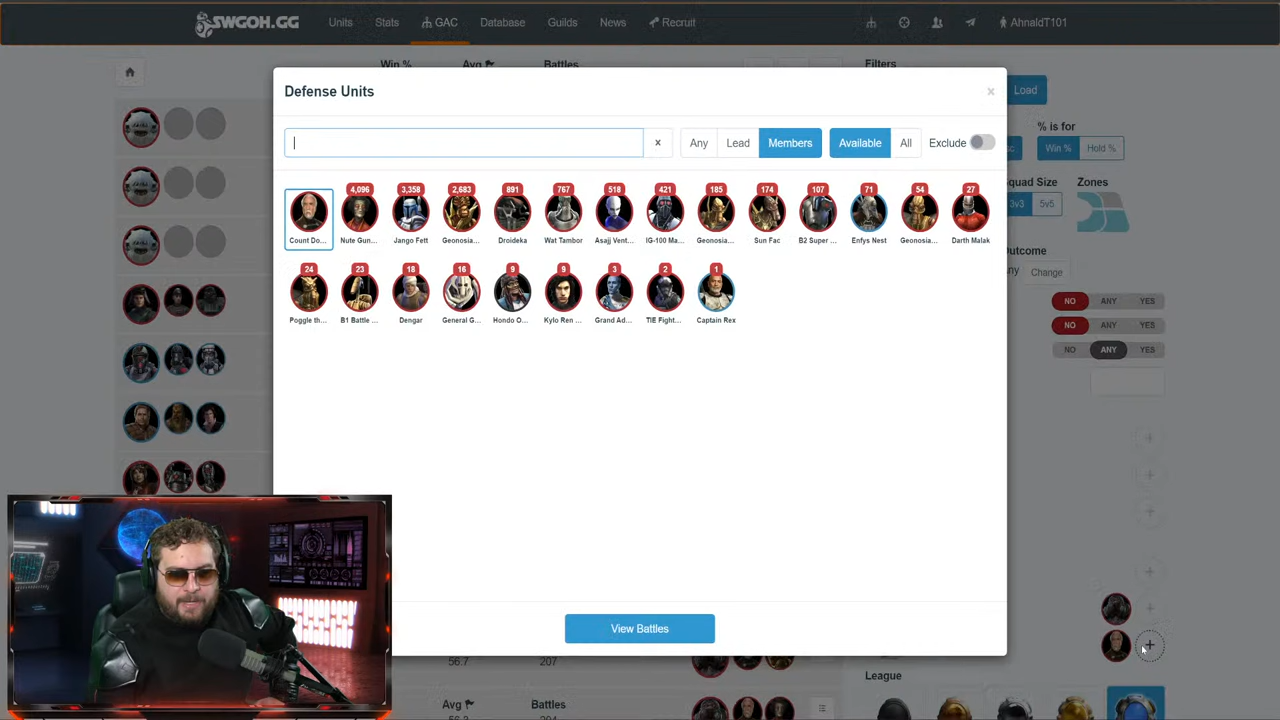 SWGOH.GG Units Stats GAC Database Guilds News Recruit AhnaldT101
Win % Avg Battles
Filters
Defense Units
×
Load
Any Lead Members Available All Exclude
% is for
Win % Hold %
Squad Size Zones
3v3 5v5
4,096 3,358 2,683 891 767 518 421 185 174 107 71 54 27
Count Do... Nute Gun... Jango Fett Geonosia... Droideka Wat Tambor Asajj Vent... IG-100 Ma... Geonosia... Sun Fac B2 Super ... Enfys Nest Geonosia... Darth Malak
24 23 18 16 9 9 3 2 1
Poggle th... B1 Battle ... Dengar General G... Hondo O... Kylo Ren ... Grand Ad... TIE Fight... Captain Rex
Change
NO ANY YES
NO ANY YES
NO ANY YES
View Battles
56.7 207
League
Avg Battles